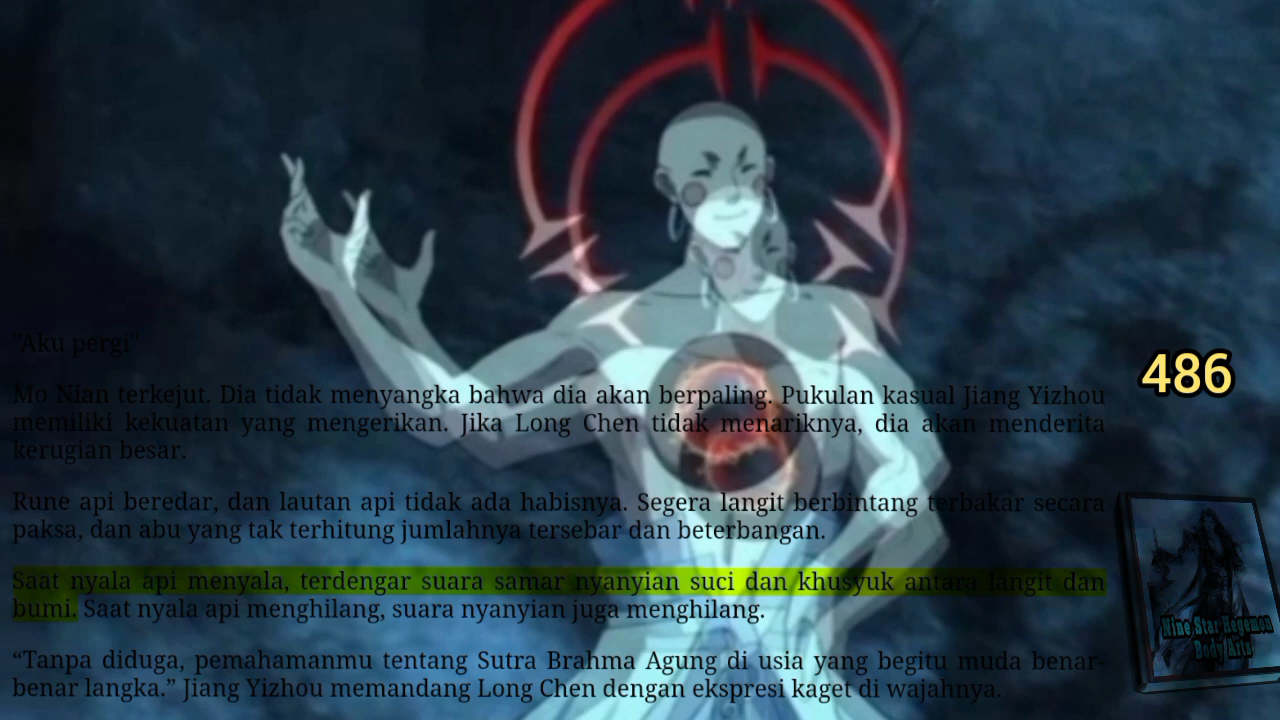 "Aku pergi"
Mo Nian terkejut. Dia tidak menyangka bahwa dia akan berpaling. Pukulan kasual Jiang Yizhou
memiliki kekuatan yang mengerikan. Jika Long Chen tidak menariknya, dia akan menderita
kerugian besar.
Rune api beredar, dan lautan api tidak ada habisnya. Segera langit berbintang terbakar secara
paksa, dan abu yang tak terhitung jumlahnya tersebar dan beterbangan.
Saat nyala api menyala, terdengar suara samar nyanyian suci dan khusyuk antara langit dan
bumi. Saat nyala api menghilang, suara nyanyian juga menghilang.
“Tanpa diduga, pemahamanmu tentang Sutra Brahma Agung di usia yang begitu muda benar-
benar langka.” Jiang Yizhou memandang Long Chen dengan ekspresi kaget di wajahnya.
486
Nine Star Hegemon
Body Arts